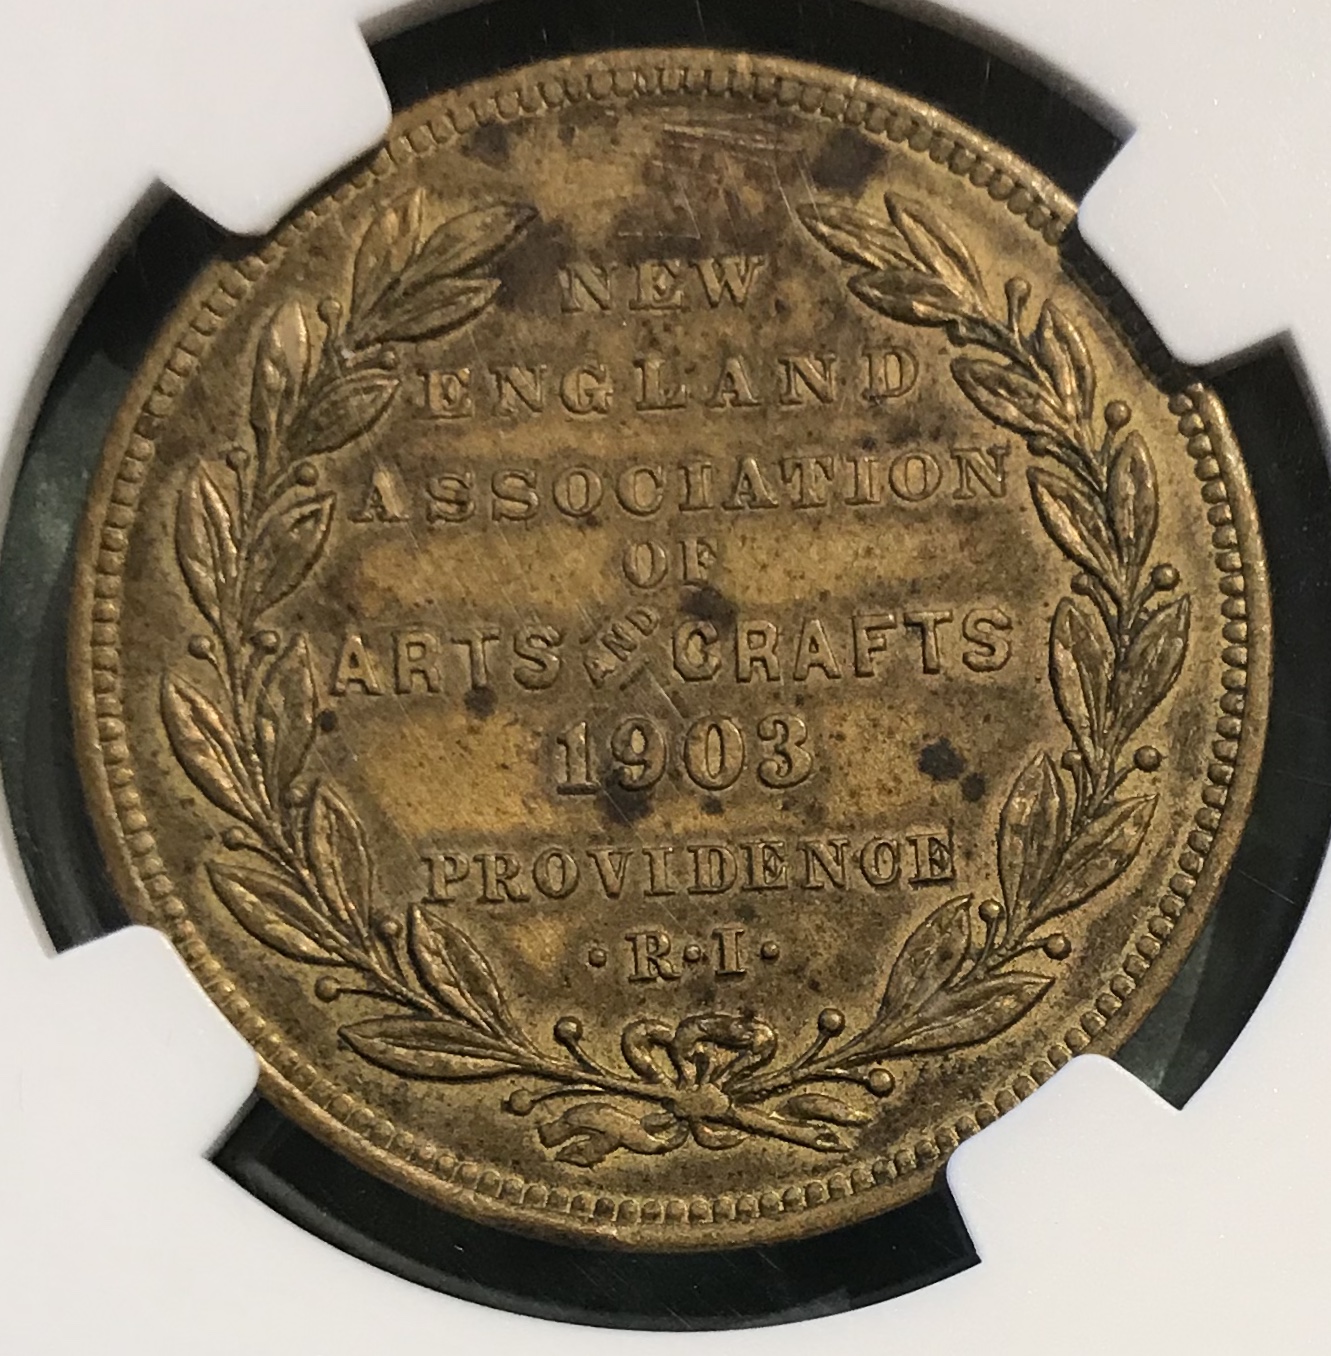 NEW
ENGLAND
ASSOCIATION
OF
ARTS AND CRAFTS
1903
PROVIDENCE
· R · I ·